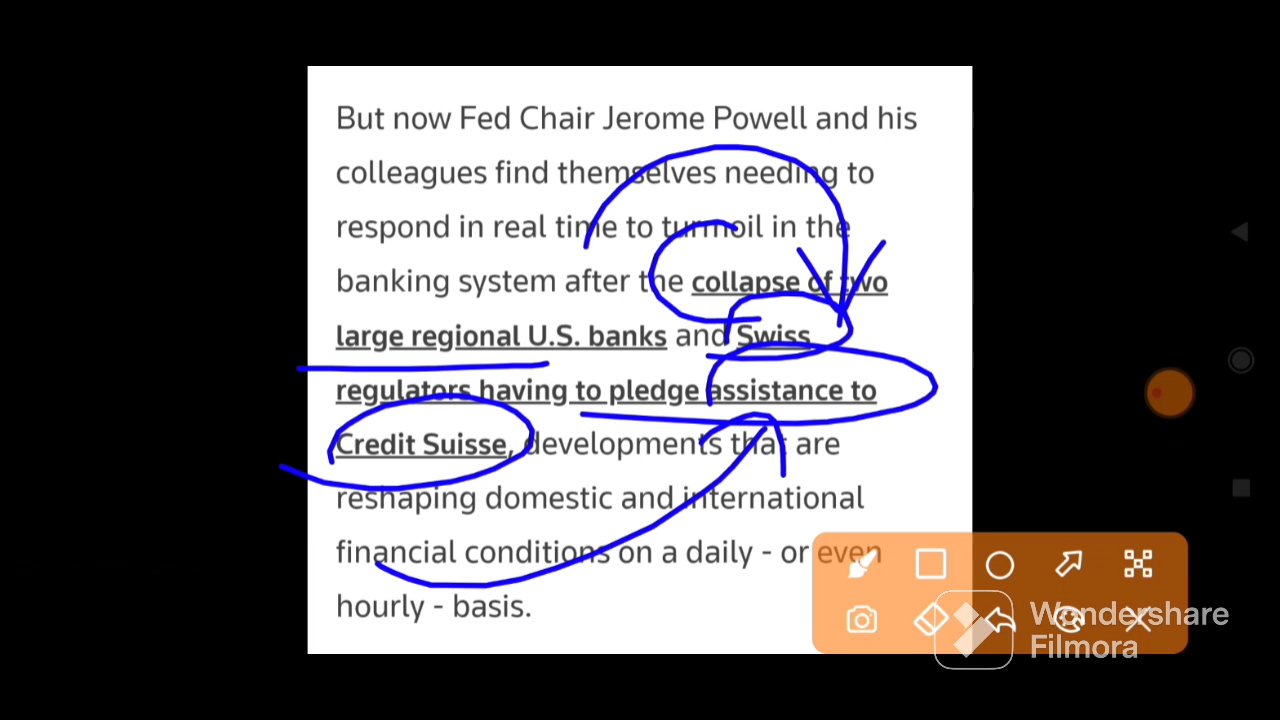 But now Fed Chair Jerome Powell and his
colleagues find themselves needing to
respond in real time to turmoil in the
banking system after the collapse of two
large regional U.S. banks and Swiss
regulators having to pledge assistance to
Credit Suisse, developments that are
reshaping domestic and international
financial conditions on a daily - or even
hourly - basis.
Wondershare
Filmora